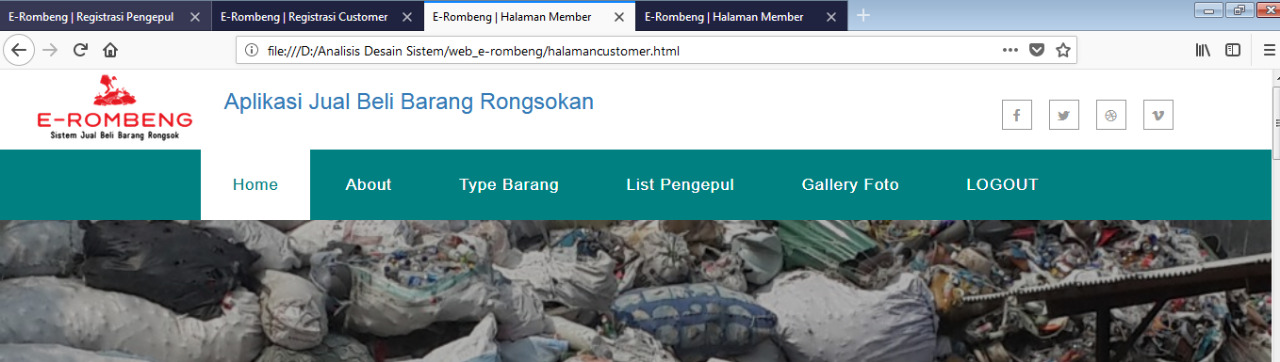 E-Rombeng | Registrasi Pengepul
E-Rombeng | Registrasi Customer
E-Rombeng | Halaman Member
E-Rombeng | Halaman Member
file:///D:/Analisis Desain Sistem/web_e-rombeng/halamancustomer.html
E-ROMBENG
Sistem Jual Beli Barang Rongsok
Aplikasi Jual Beli Barang Rongsokan
Home About Type Barang List Pengepul Gallery Foto LOGOUT